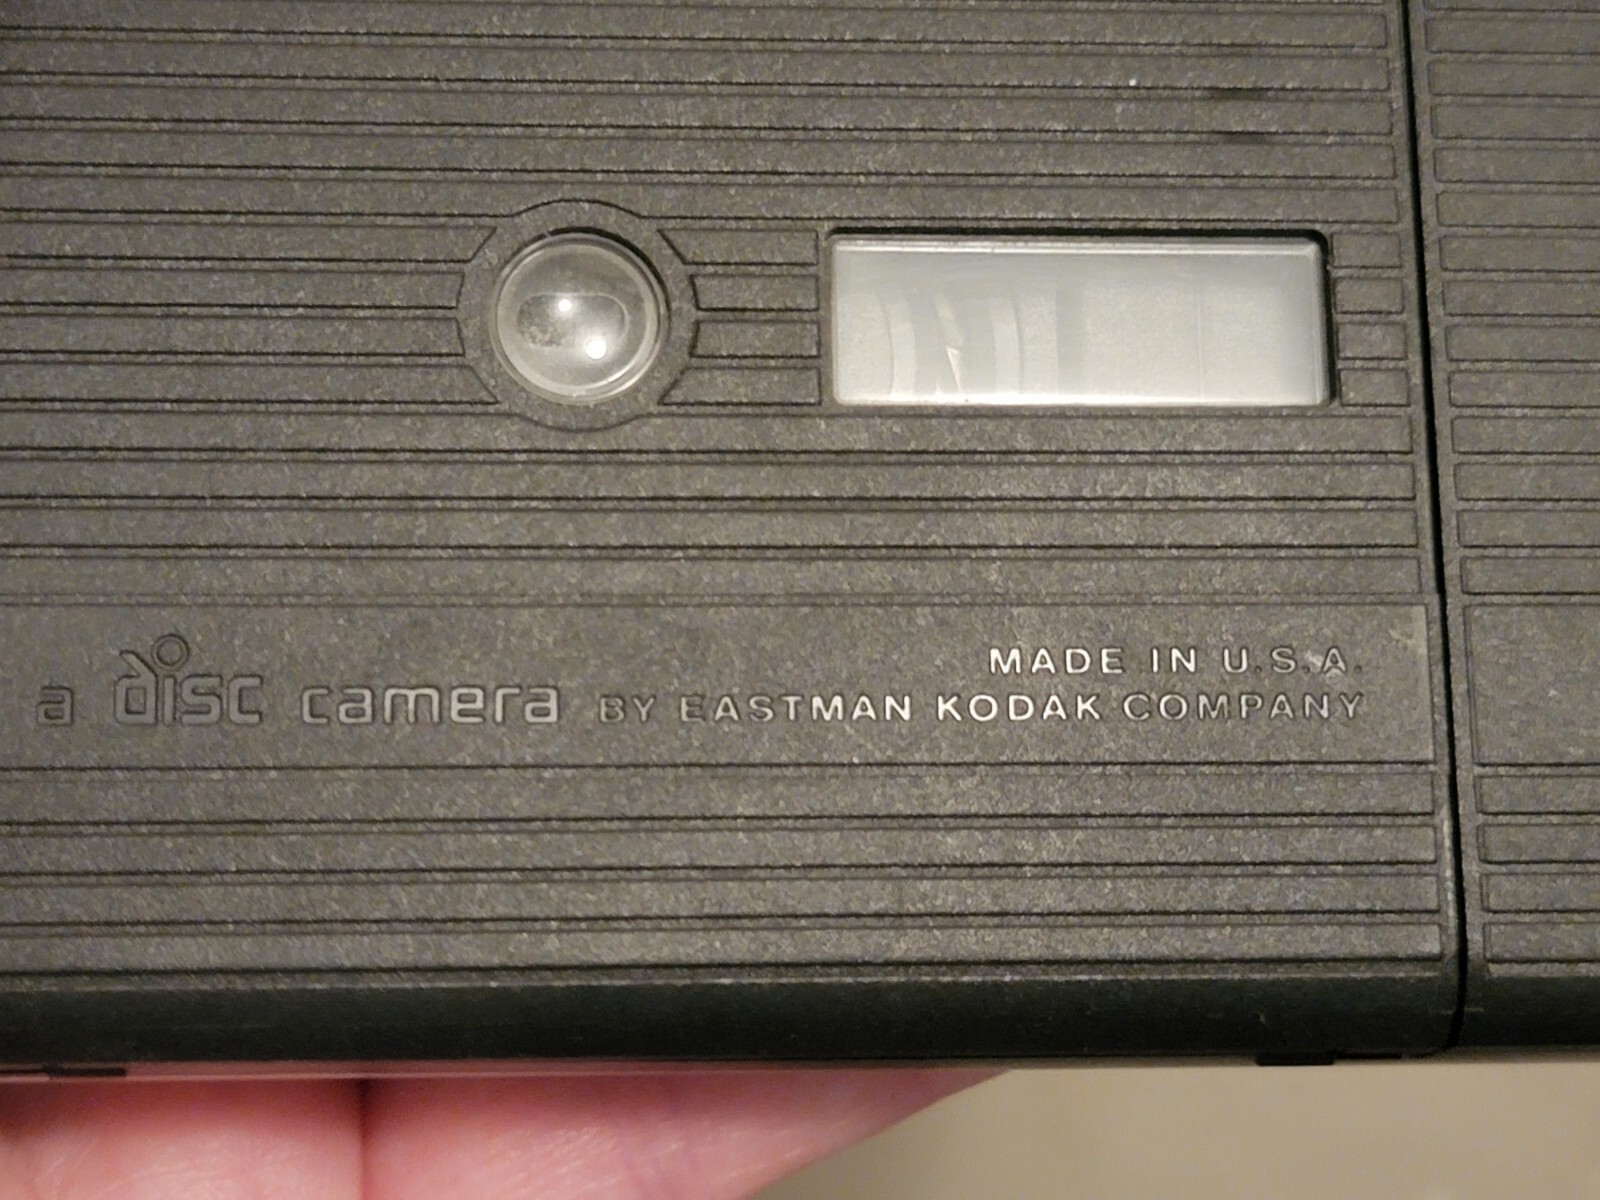 MADE IN U.S.A.
a disc camera BY EASTMAN KODAK COMPANY